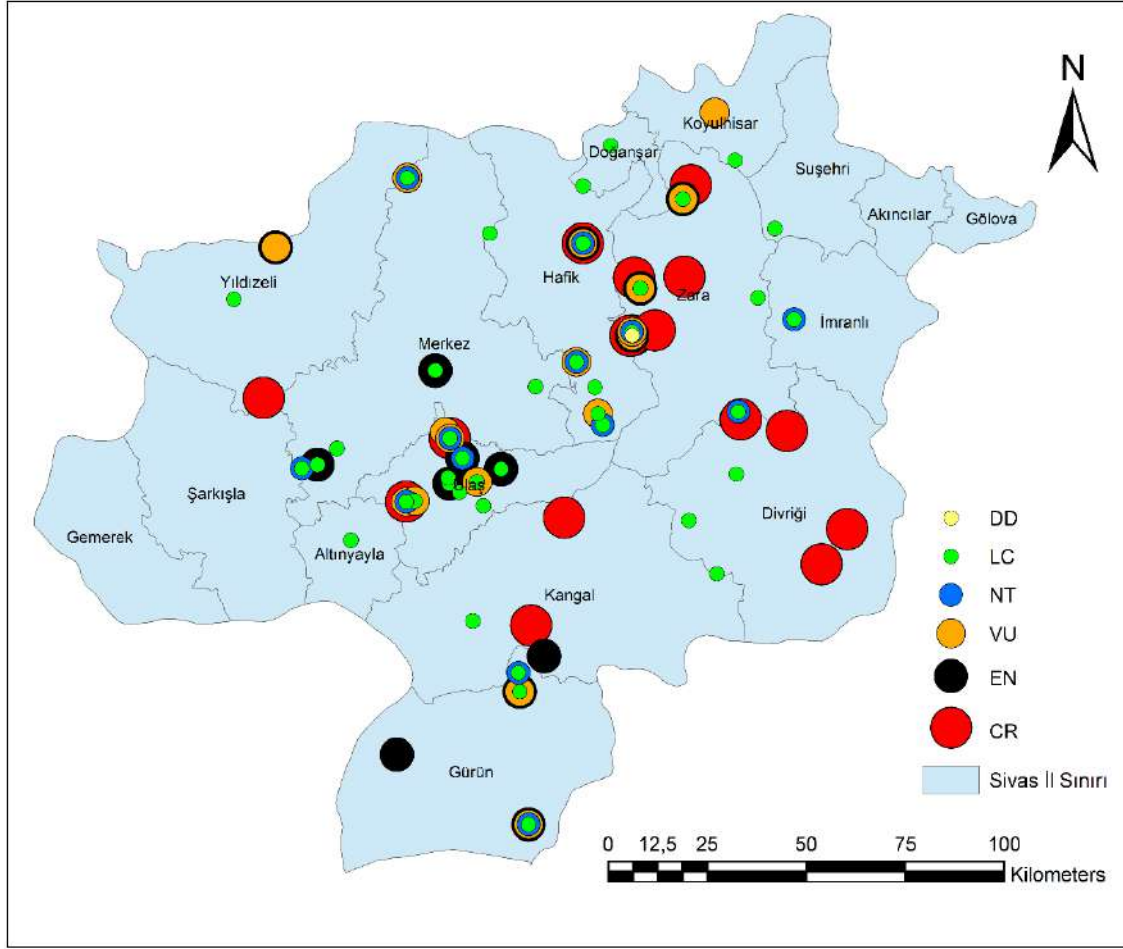 N
Koyulhisar
Doğanşar
Suşehri
Akıncılar
Gölova
Hafik
Yıldızeli
Zara
İmranlı
Merkez
Ulaş
Şarkışla
Divriği
DD
Gemerek
Altınyayla
LC
Kangal
NT
VU
EN
CR
Gürün
Sivas İl Sınırı
0 12,5 25 50 75 100
Kilometers